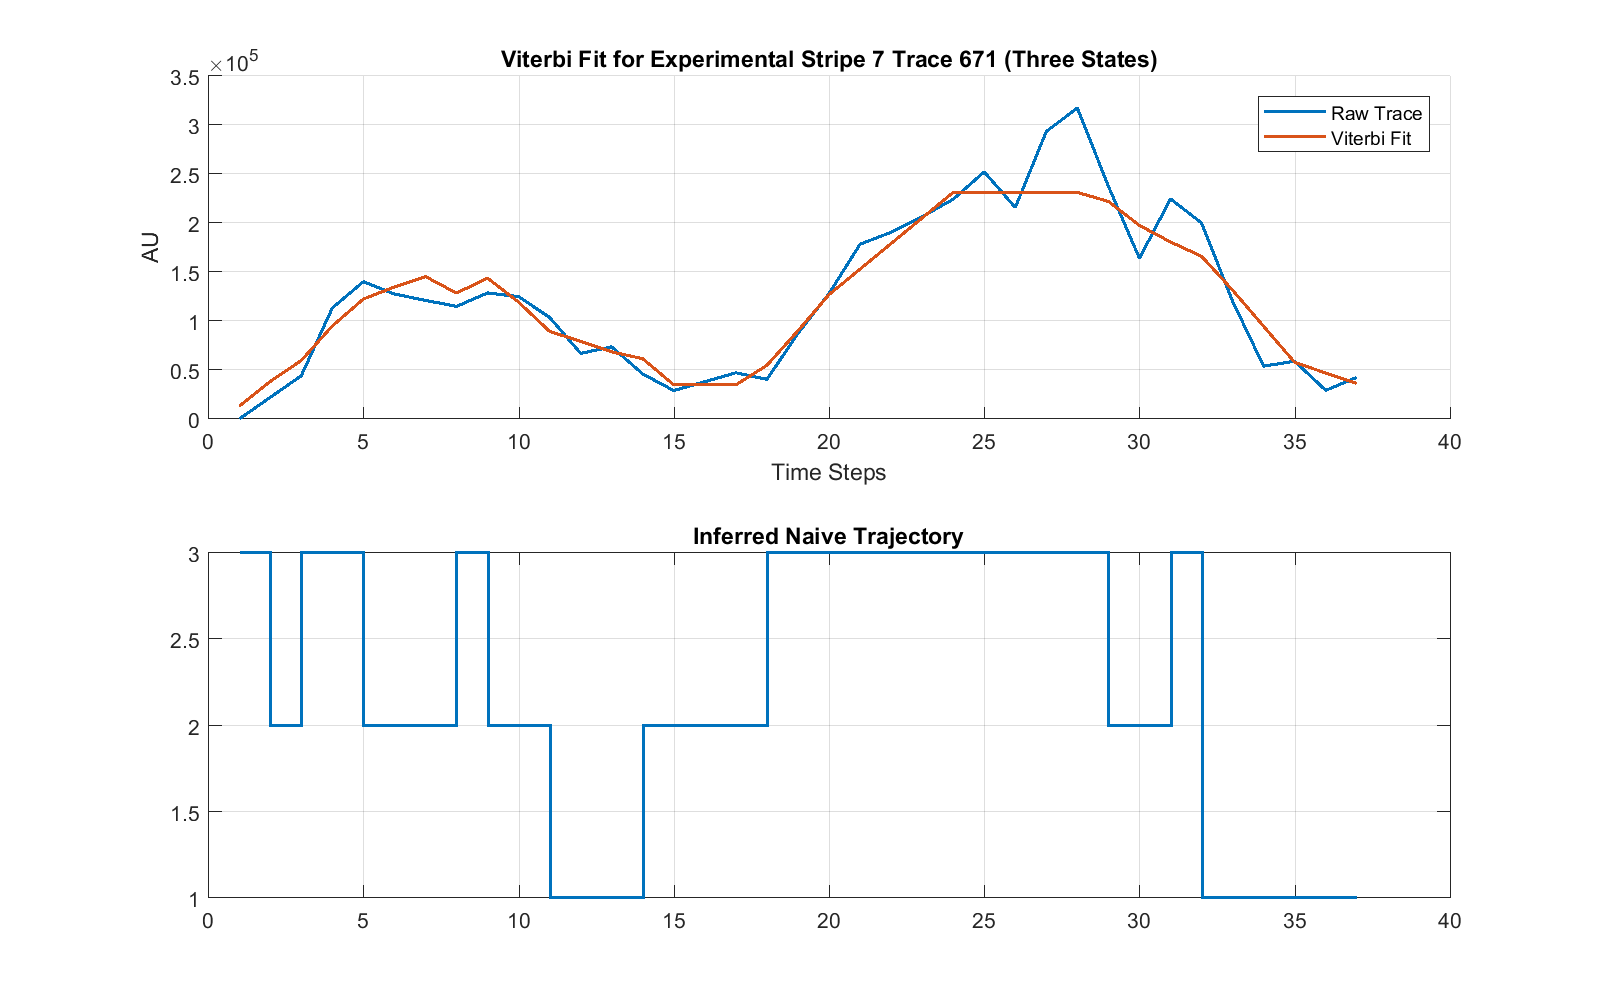 Viterbi Fit for Experimental Stripe 7 Trace 671 (Three States)
×10^5
3.5
3
2.5
2
1.5
1
0.5
0
AU
Raw Trace
Viterbi Fit
0 5 10 15 20 25 30 35 40
Time Steps
Inferred Naive Trajectory
3
2.5
2
1.5
1
0 5 10 15 20 25 30 35 40